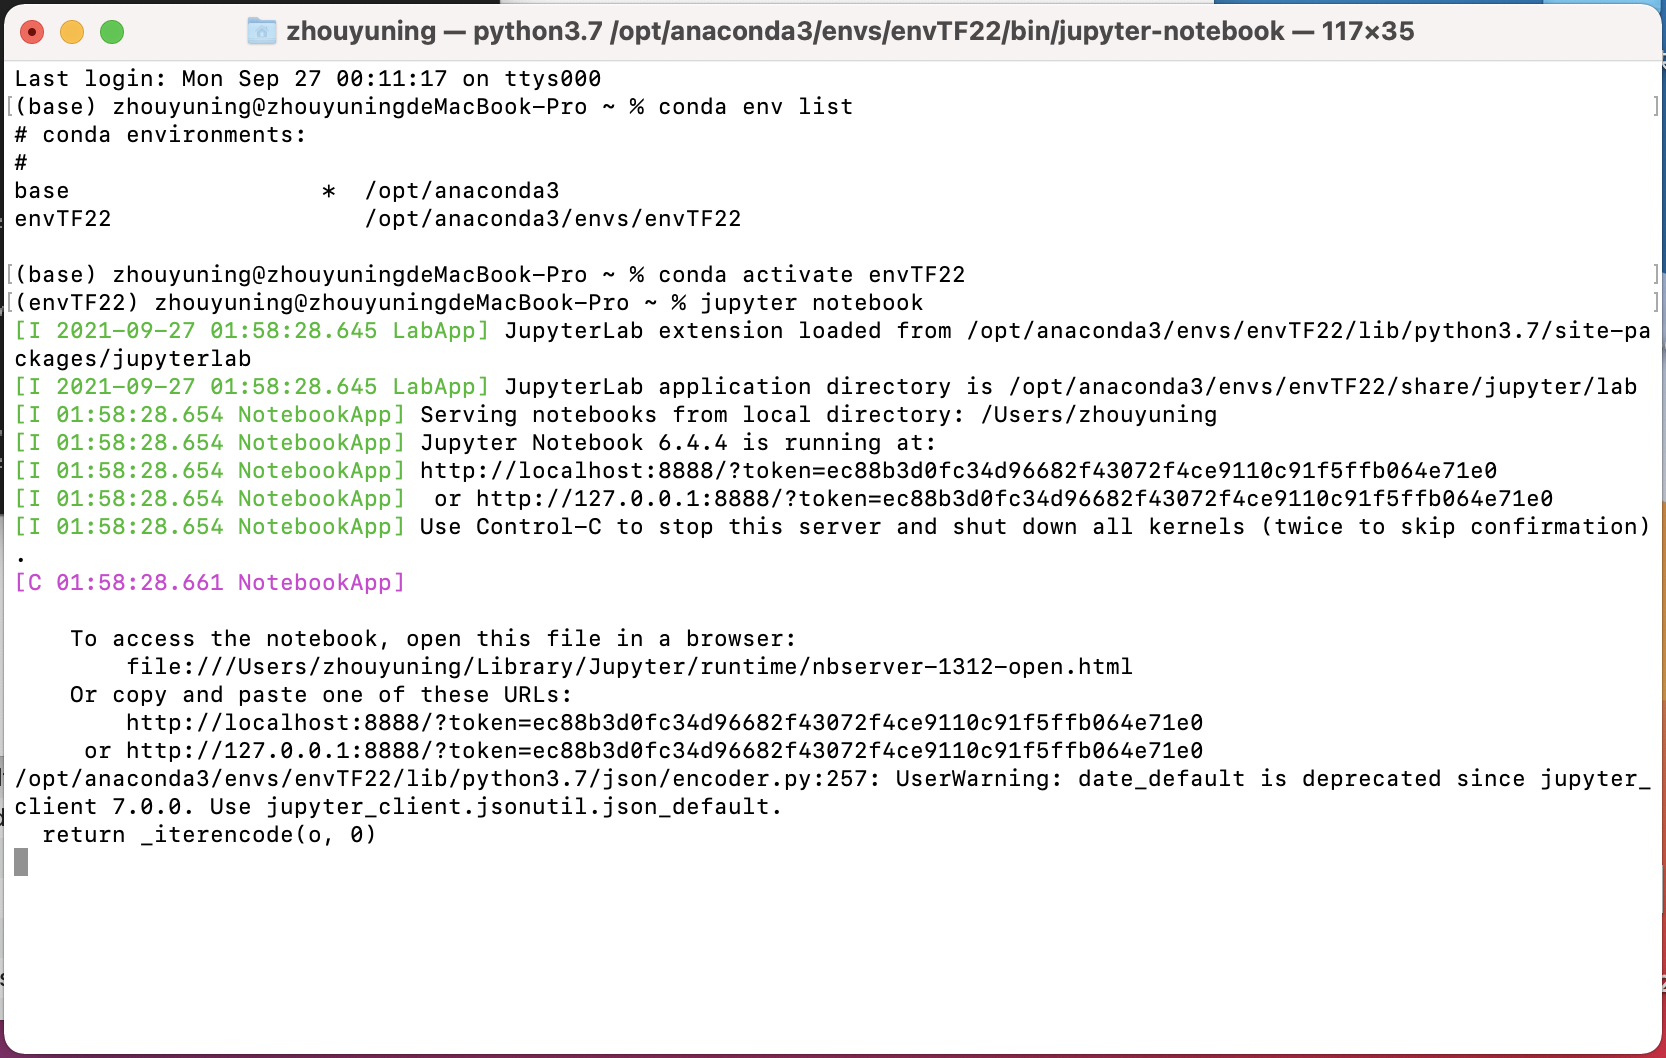 zhouyuning — python3.7 /opt/anaconda3/envs/envTF22/bin/jupyter-notebook — 117×35
Last login: Mon Sep 27 00:11:17 on ttys000
[(base) zhouyuning@zhouyuningdeMacBook-Pro ~ % conda env list ]
# conda environments:
#
base                  *  /opt/anaconda3
envTF22                  /opt/anaconda3/envs/envTF22
[(base) zhouyuning@zhouyuningdeMacBook-Pro ~ % conda activate envTF22 ]
[(envTF22) zhouyuning@zhouyuningdeMacBook-Pro ~ % jupyter notebook ]
[I 2021-09-27 01:58:28.645 LabApp] JupyterLab extension loaded from /opt/anaconda3/envs/envTF22/lib/python3.7/site-pa
ckages/jupyterlab
[I 2021-09-27 01:58:28.645 LabApp] JupyterLab application directory is /opt/anaconda3/envs/envTF22/share/jupyter/lab
[I 01:58:28.654 NotebookApp] Serving notebooks from local directory: /Users/zhouyuning
[I 01:58:28.654 NotebookApp] Jupyter Notebook 6.4.4 is running at:
[I 01:58:28.654 NotebookApp] http://localhost:8888/?token=ec88b3d0fc34d96682f43072f4ce9110c91f5ffb064e71e0
[I 01:58:28.654 NotebookApp]  or http://127.0.0.1:8888/?token=ec88b3d0fc34d96682f43072f4ce9110c91f5ffb064e71e0
[I 01:58:28.654 NotebookApp] Use Control-C to stop this server and shut down all kernels (twice to skip confirmation)
.
[C 01:58:28.661 NotebookApp]
    To access the notebook, open this file in a browser:
        file:///Users/zhouyuning/Library/Jupyter/runtime/nbserver-1312-open.html
    Or copy and paste one of these URLs:
        http://localhost:8888/?token=ec88b3d0fc34d96682f43072f4ce9110c91f5ffb064e71e0
     or http://127.0.0.1:8888/?token=ec88b3d0fc34d96682f43072f4ce9110c91f5ffb064e71e0
/opt/anaconda3/envs/envTF22/lib/python3.7/json/encoder.py:257: UserWarning: date_default is deprecated since jupyter_
client 7.0.0. Use jupyter_client.jsonutil.json_default.
  return _iterencode(o, 0)